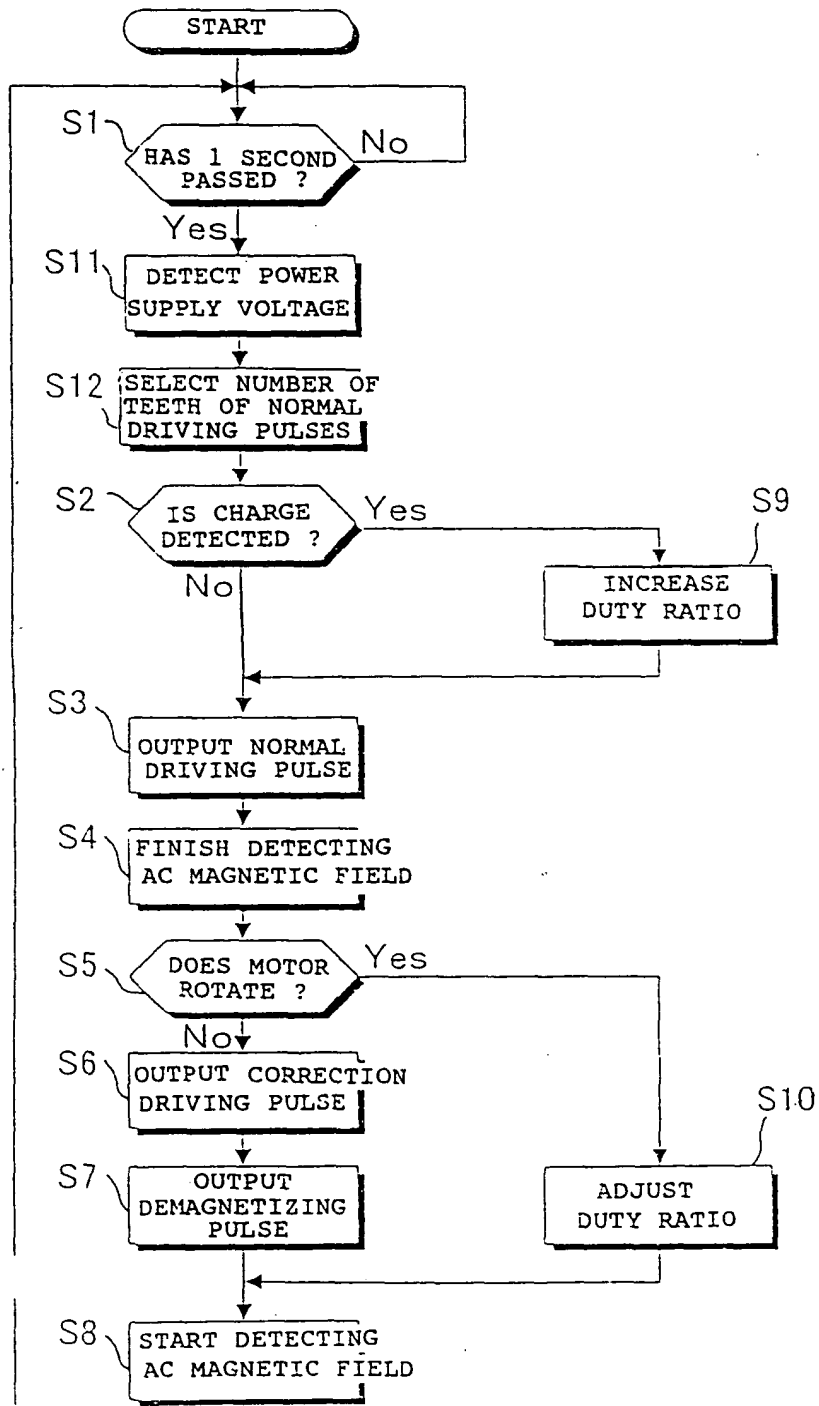 START
S1
HAS 1 SECOND
PASSED ?
No
Yes
S11
DETECT POWER
SUPPLY VOLTAGE
S12
SELECT NUMBER OF
TEETH OF NORMAL
DRIVING PULSES
S2
IS CHARGE
DETECTED ?
Yes
No
S9
INCREASE
DUTY RATIO
S3
OUTPUT NORMAL
DRIVING PULSE
S4
FINISH DETECTING
AC MAGNETIC FIELD
S5
DOES MOTOR
ROTATE ?
Yes
No
S6
OUTPUT CORRECTION
DRIVING PULSE
S7
OUTPUT
DEMAGNETIZING
PULSE
S10
ADJUST
DUTY RATIO
S8
START DETECTING
AC MAGNETIC FIELD